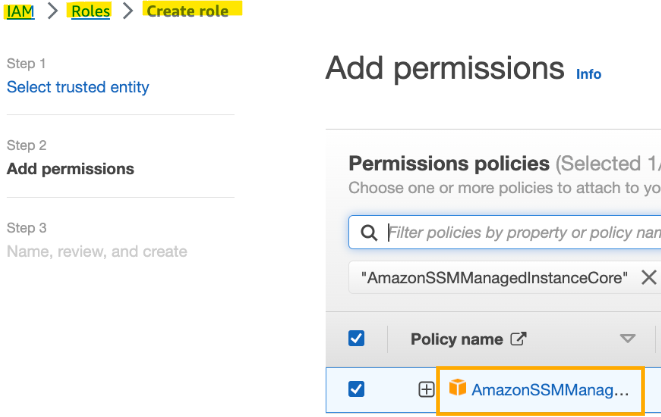 IAM > Roles > Create role
Step 1
Select trusted entity
Step 2
Add permissions
Step 3
Name, review, and create
Add permissions Info
Permissions policies (Selected 1/
Choose one or more policies to attach to yo
Filter policies by property or policy nam
"AmazonSSMManagedInstanceCore" ×
Policy name
AmazonSSMManag...